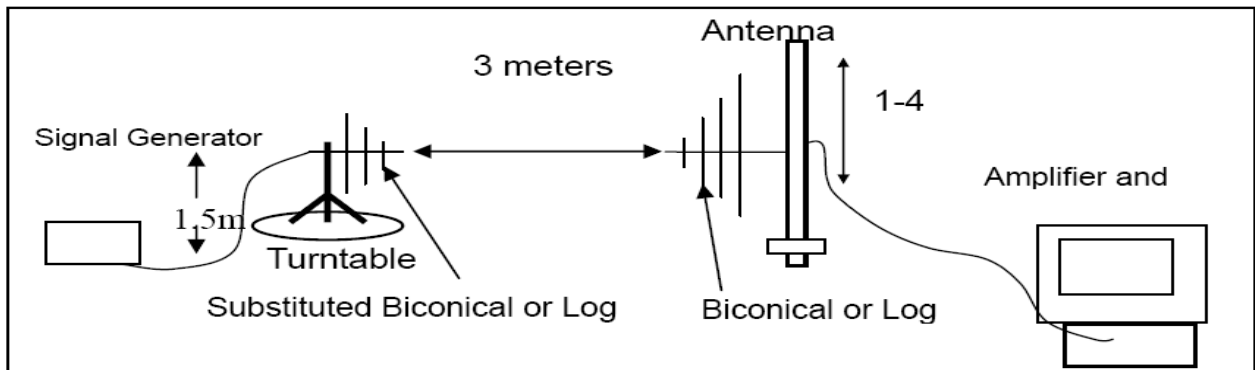 Antenna
3 meters
1-4
Signal Generator
1.5m
Amplifier and
Turntable
Substituted Biconical or Log
Biconical or Log